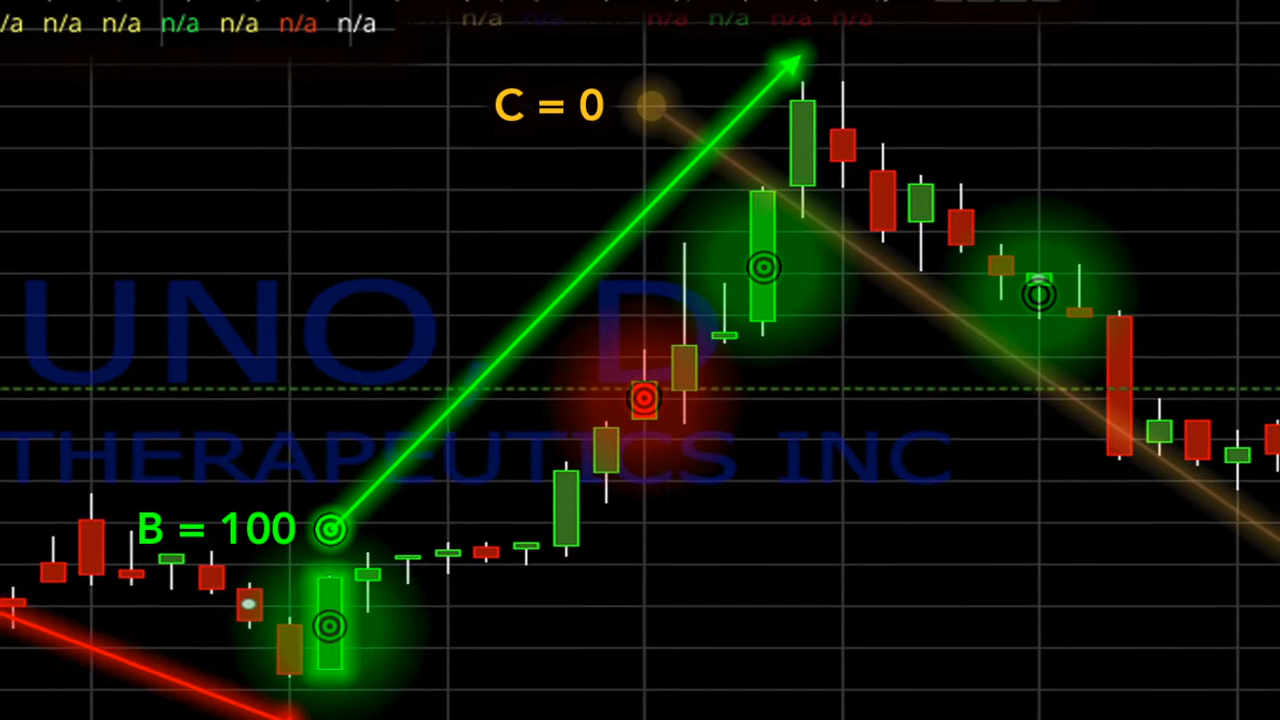 /a n/a n/a n/a n/a n/a n/a n/a n/a n/a n/a
C = 0
UNO, D
THERAPEUTICS INC
B = 100